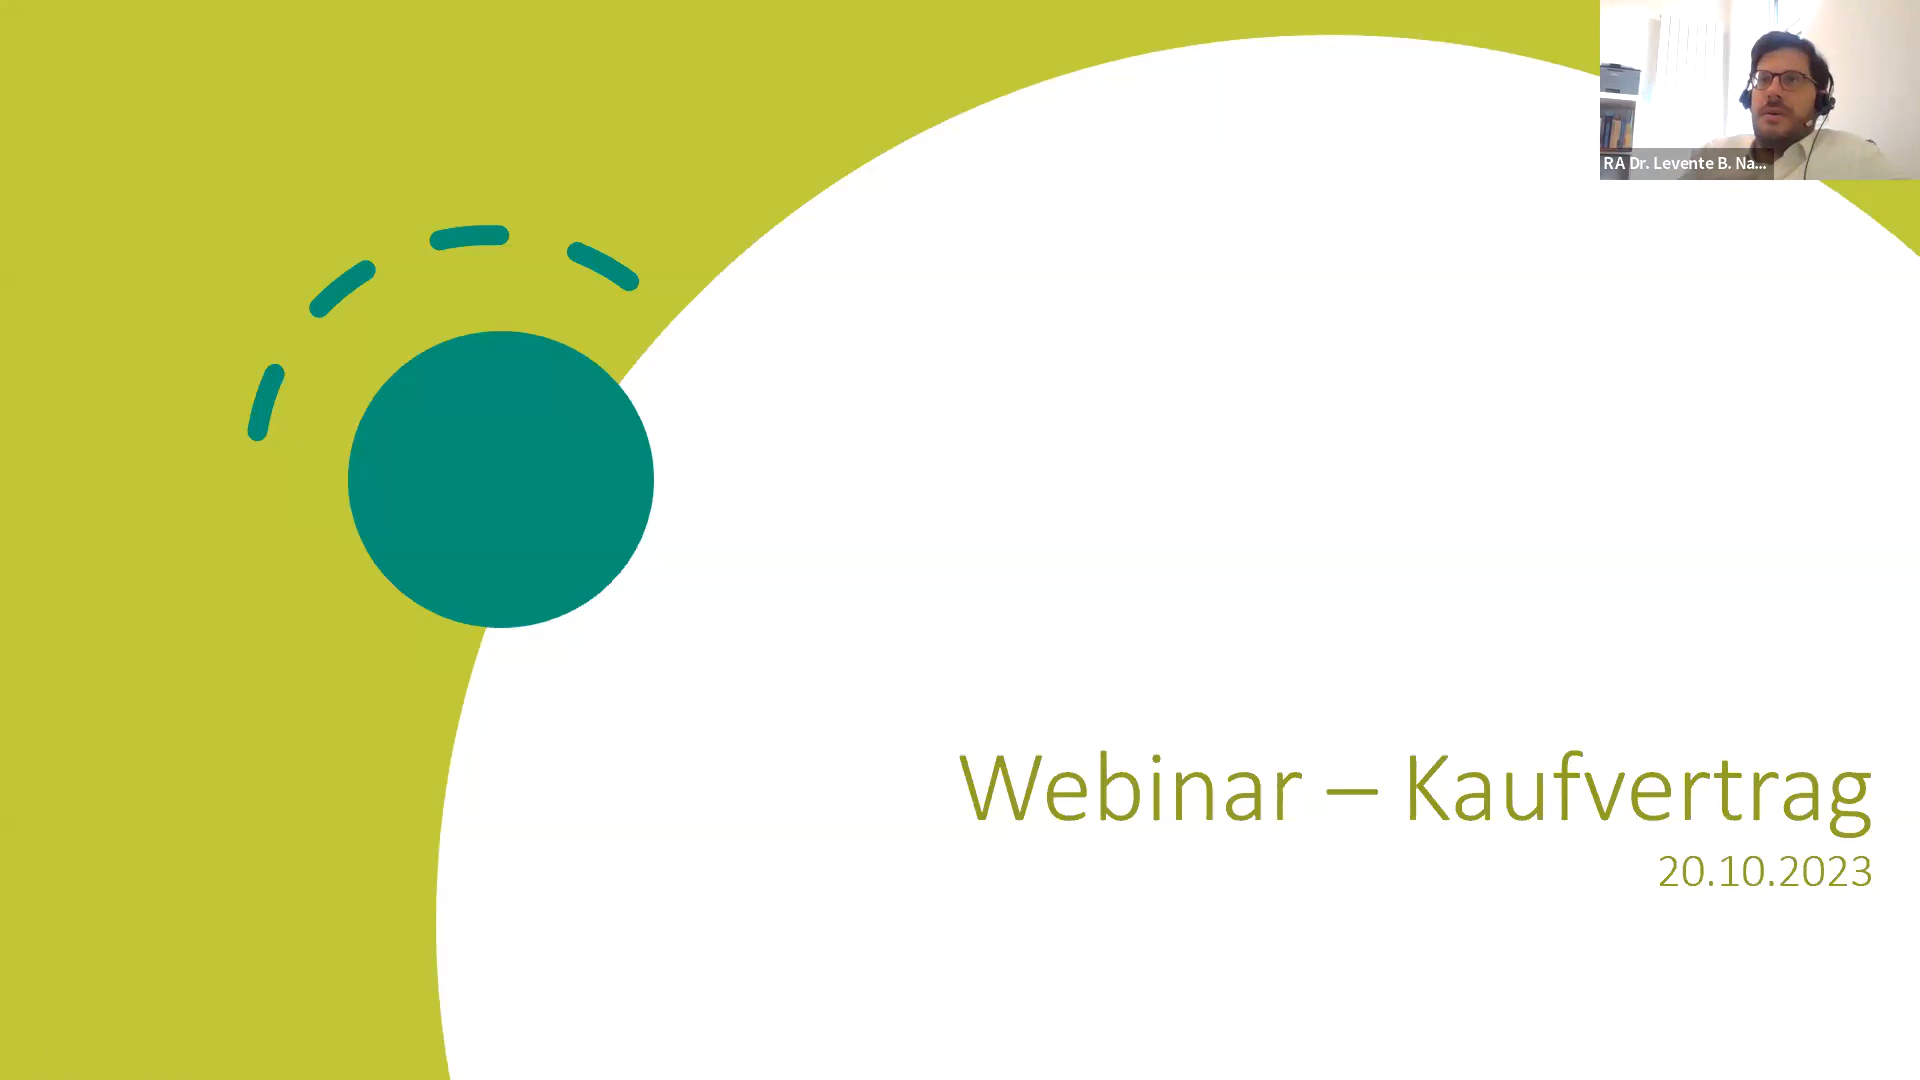 RA Dr. Levente B. Na...
Webinar – Kaufvertrag
20.10.2023